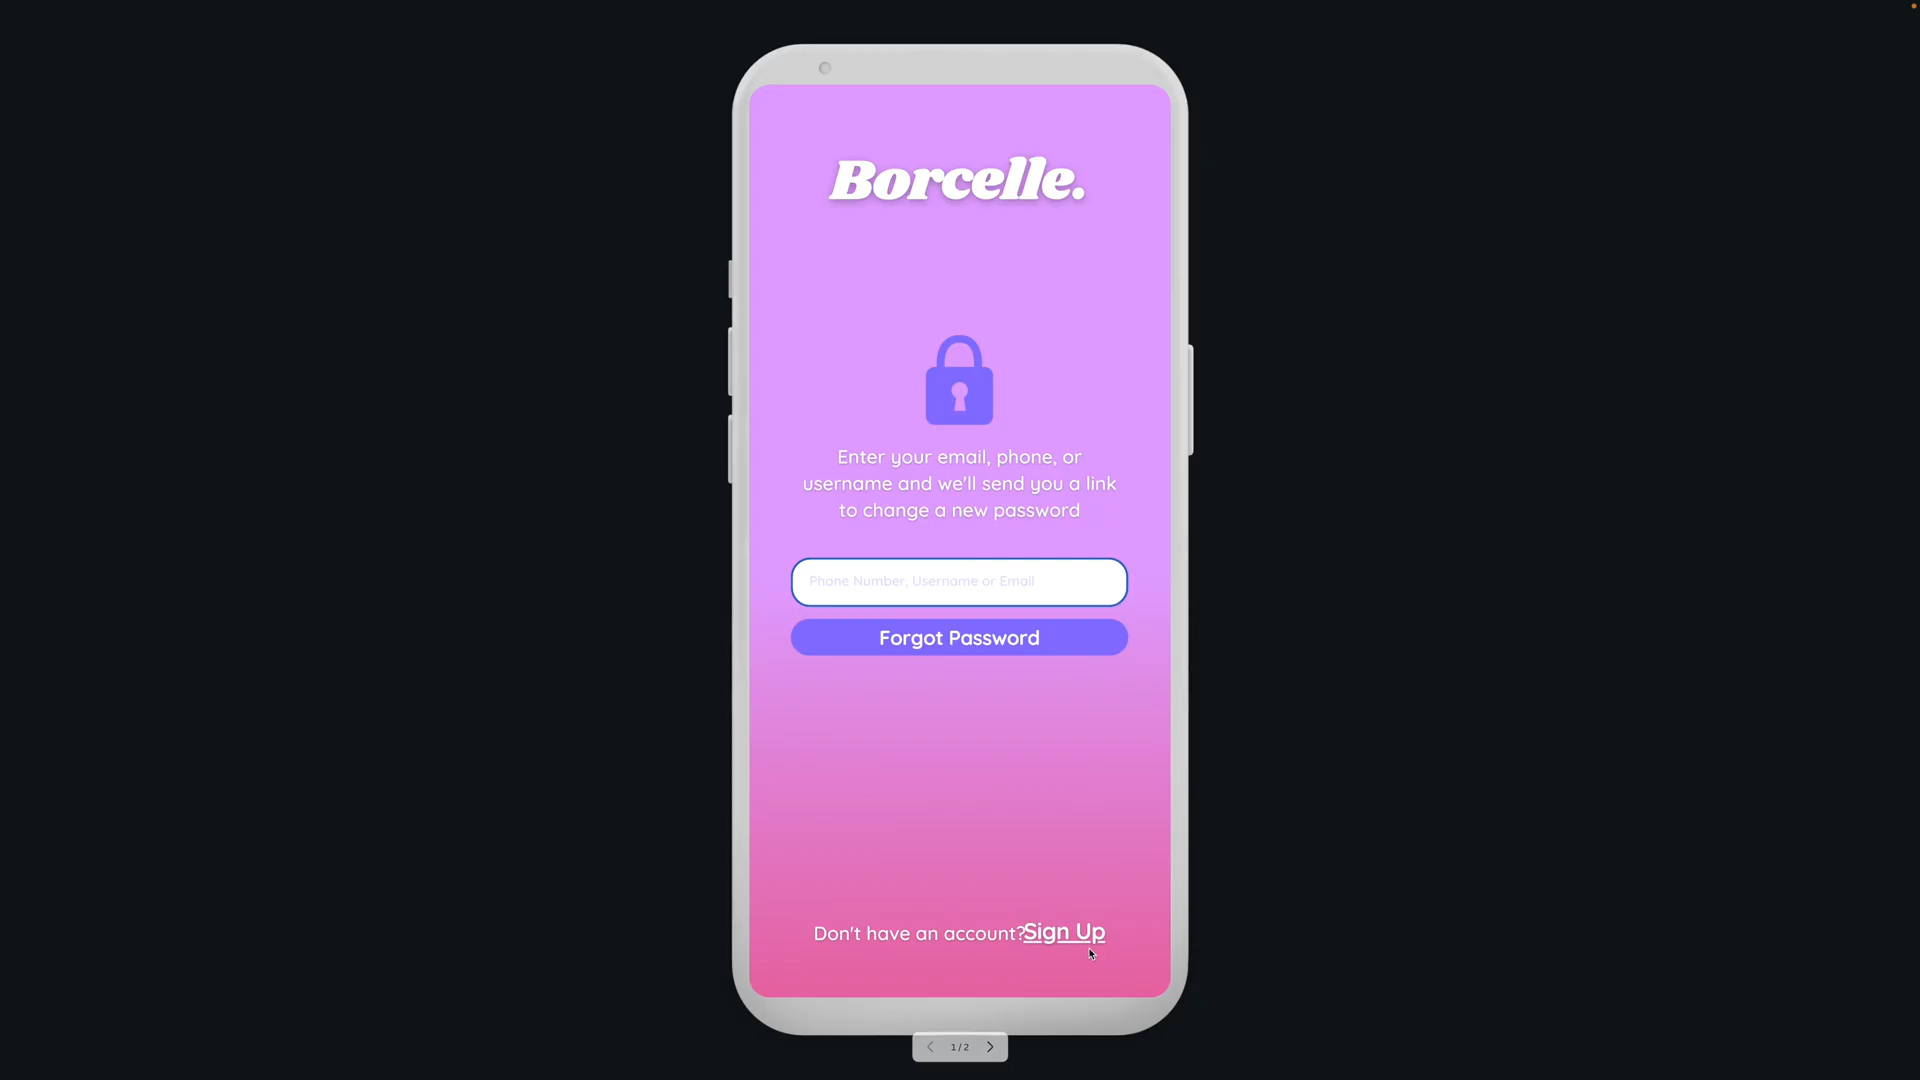 Borcelle.
Enter your email, phone, or
username and we'll send you a link
to change a new password
Phone Number, Username or Email
Forgot Password
Don't have an account?Sign Up
1 / 2